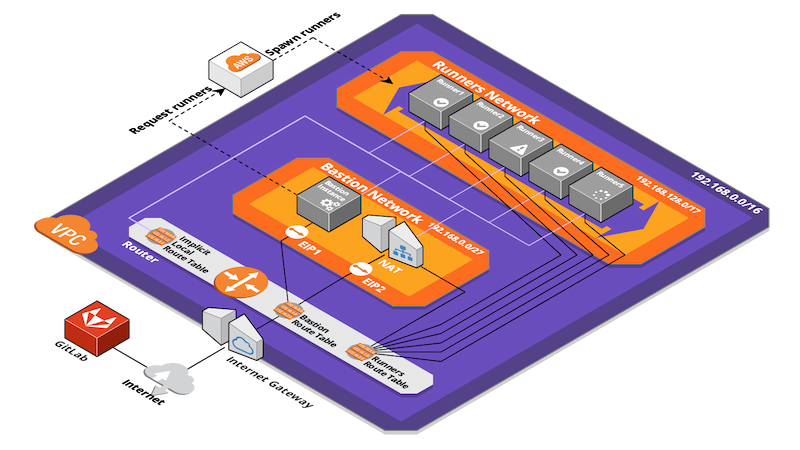 Spawn runners
AWS
Request runners
Runners Network
Runner1
Runner2
Runner3
Runner4
Runner5
192.168.128.0/17
192.168.0.0/16
Bastion Network
Bastion
Instance
192.168.0.0/27
EIP1
NAT
EIP2
VPC
Router
Implicit
Local
Route Table
Bastion
Route Table
Runners
Route Table
GitLab
Internet
Internet Gateway